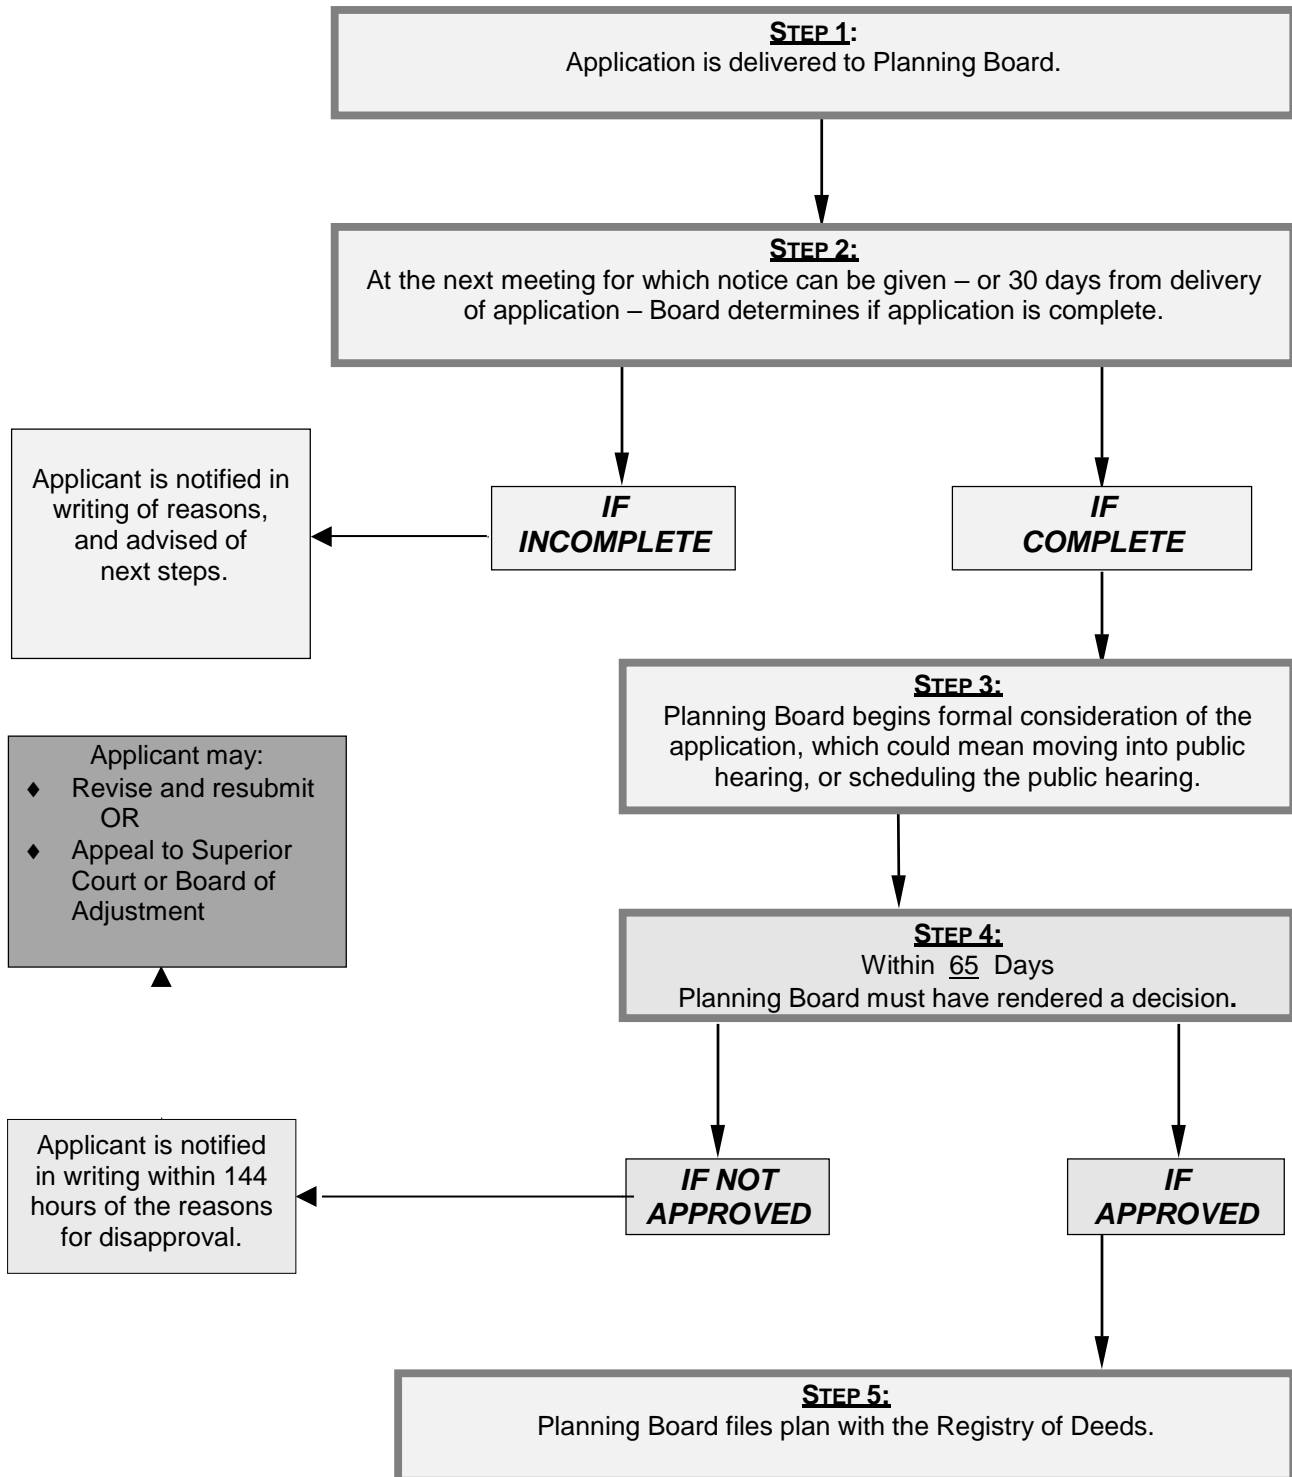 STEP 1:
Application is delivered to Planning Board.
STEP 2:
At the next meeting for which notice can be given – or 30 days from delivery
of application – Board determines if application is complete.
Applicant is notified in
writing of reasons,
and advised of
next steps.
IF
INCOMPLETE
IF
COMPLETE
STEP 3:
Planning Board begins formal consideration of the
application, which could mean moving into public
hearing, or scheduling the public hearing.
Applicant may:
♦ Revise and resubmit
OR
♦ Appeal to Superior
Court or Board of
Adjustment
STEP 4:
Within 65 Days
Planning Board must have rendered a decision.
Applicant is notified
in writing within 144
hours of the reasons
for disapproval.
IF NOT
APPROVED
IF
APPROVED
STEP 5:
Planning Board files plan with the Registry of Deeds.